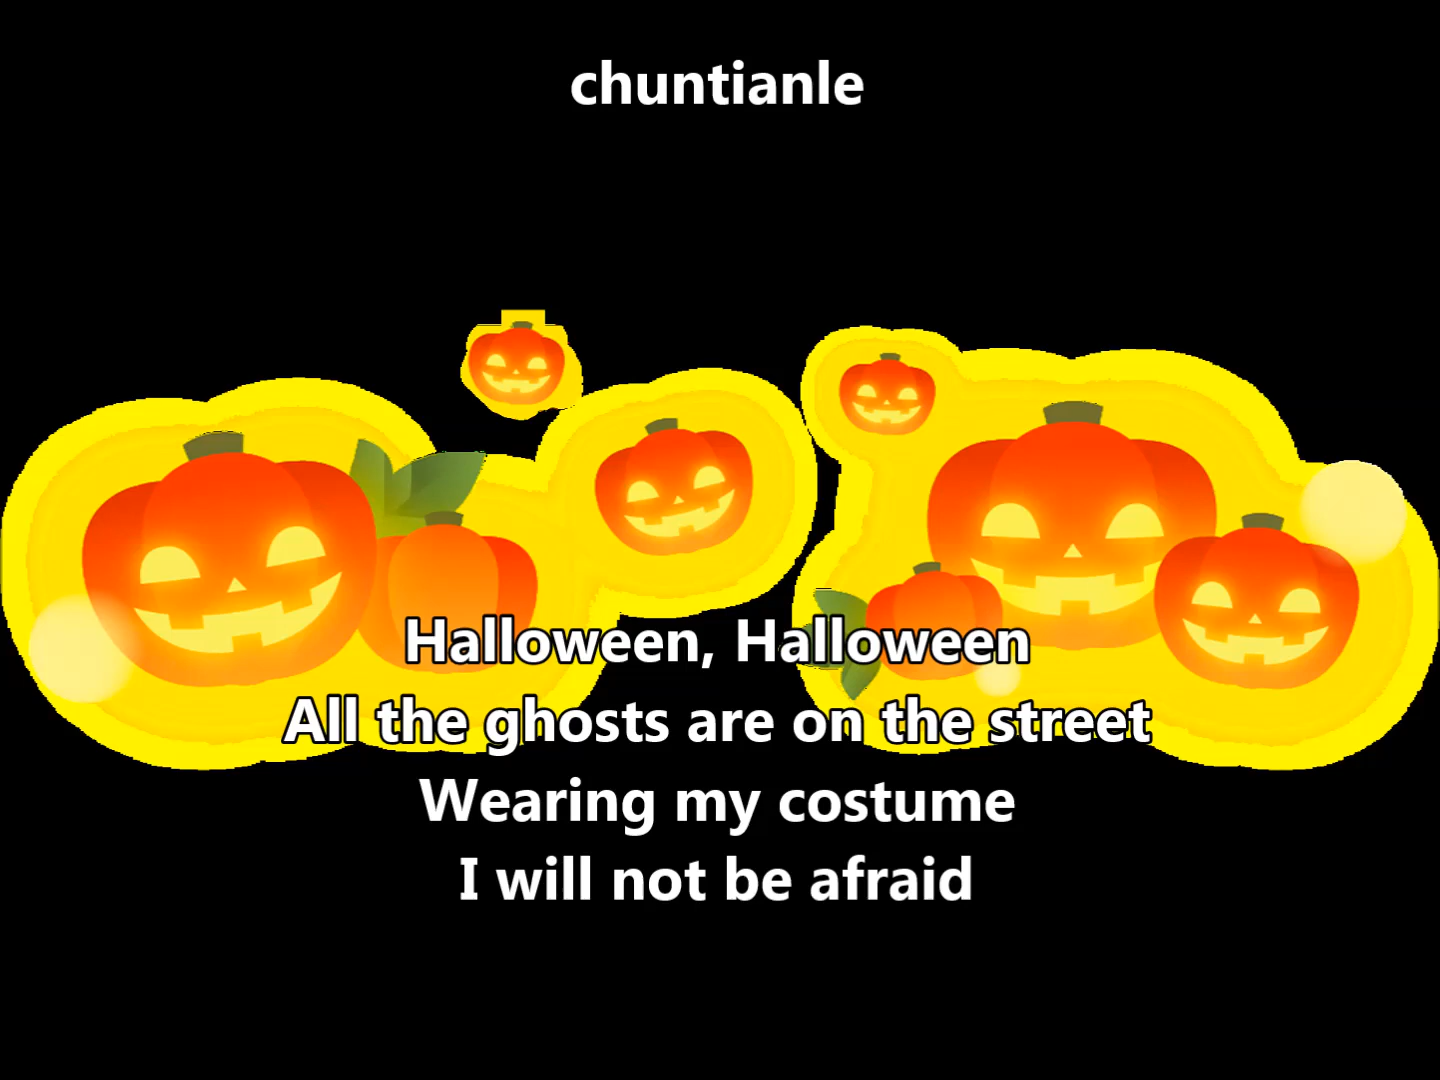 chuntianle
Halloween, Halloween
All the ghosts are on the street
Wearing my costume
I will not be afraid